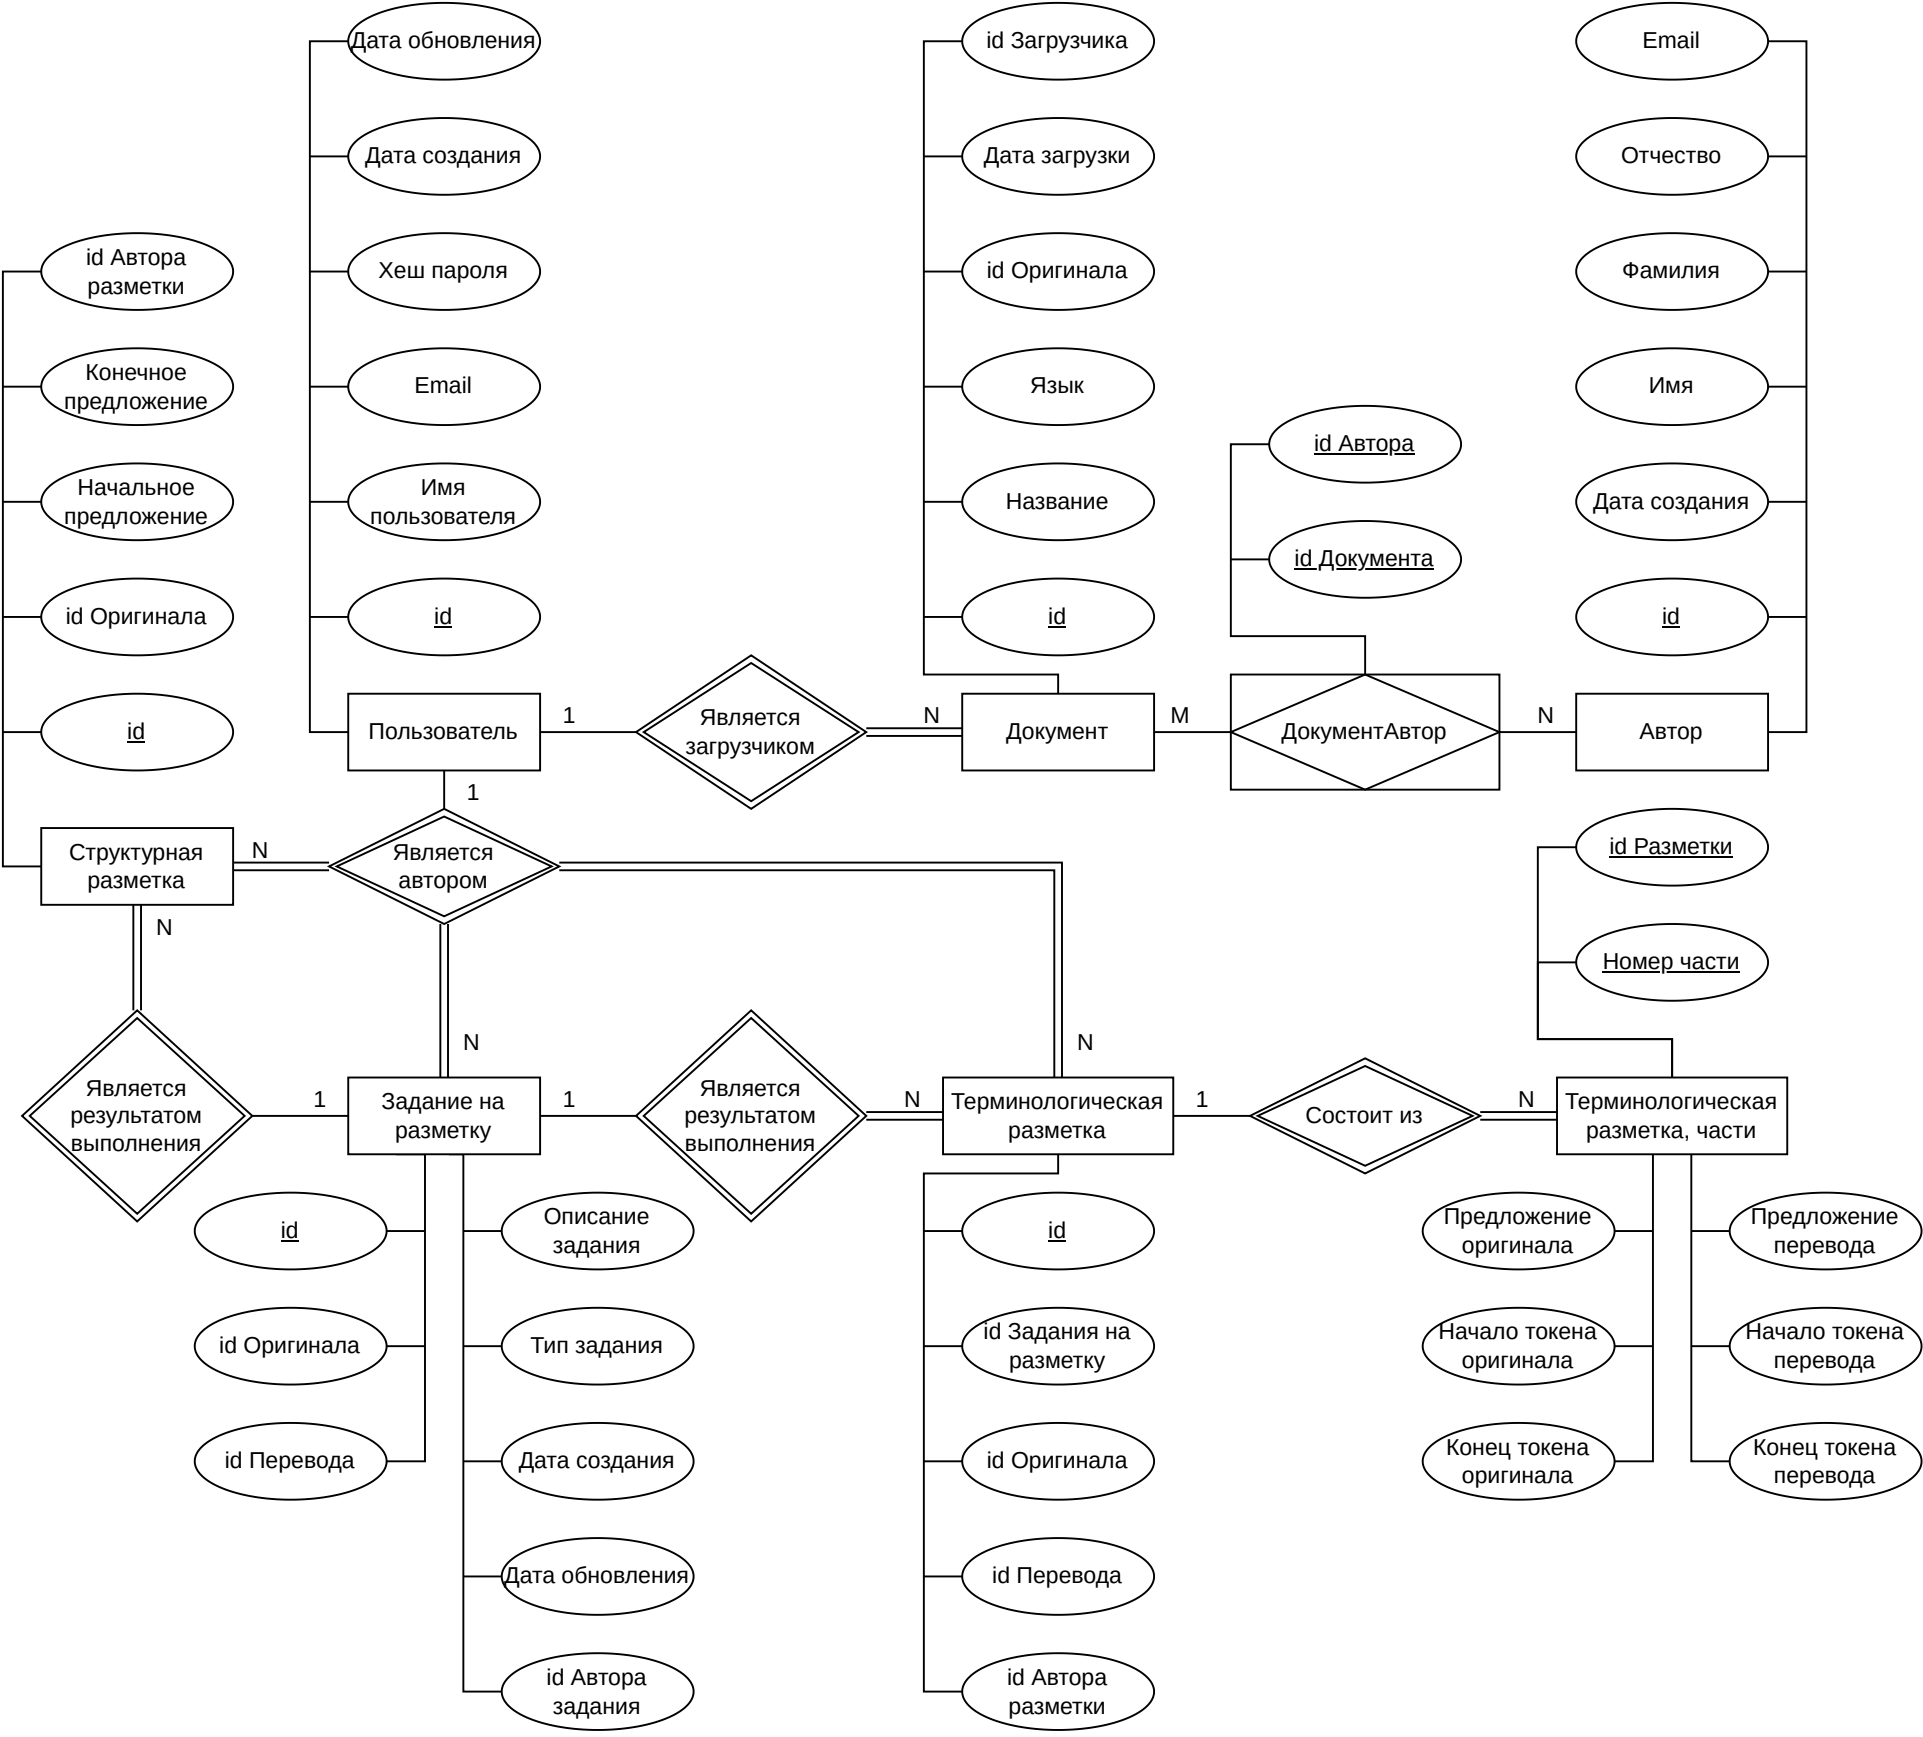 Дата обновления
id Загрузчика
Email
Дата создания
Дата загрузки
Отчество
id Автора
разметки
Хеш пароля
id Оригинала
Фамилия
Конечное
предложение
Email
Язык
Имя
id Автора
Начальное
предложение
Имя
пользователя
Название
Дата создания
id Документа
id Оригинала
id
id
id
id
Пользователь
1
Является
загрузчиком
N
Документ
M
ДокументАвтор
N
Автор
1
Структурная
разметка
N
Является
автором
id Разметки
N
Номер части
N
N
Является
результатом
выполнения
1
Задание на
разметку
1
Является
результатом
выполнения
N
Терминологическая
разметка
1
Состоит из
N
Терминологическая
разметка, части
id
Описание
задания
id
Предложение
оригинала
Предложение
перевода
id Оригинала
Тип задания
id Задания на
разметку
Начало токена
оригинала
Начало токена
перевода
id Перевода
Дата создания
id Оригинала
Конец токена
оригинала
Конец токена
перевода
Дата обновления
id Перевода
id Автора
задания
id Автора
разметки